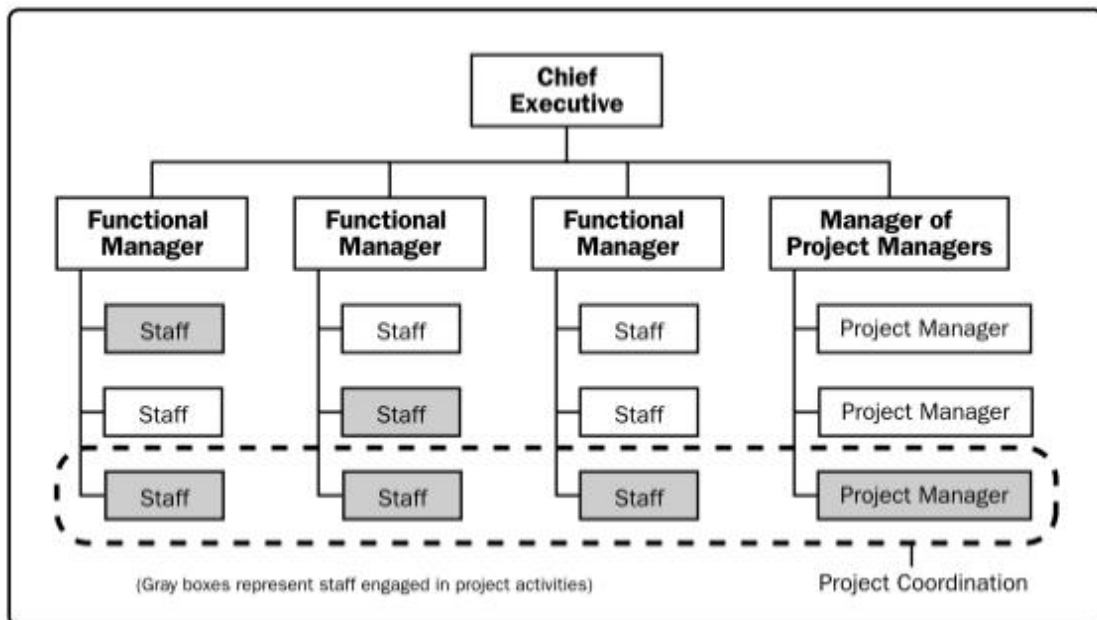 Chief
Executive
Functional
Manager
Functional
Manager
Functional
Manager
Manager of
Project Managers
Staff
Staff
Staff
Project Manager
Staff
Staff
Staff
Project Manager
Staff
Staff
Staff
Project Manager
(Gray boxes represent staff engaged in project activities)
Project Coordination